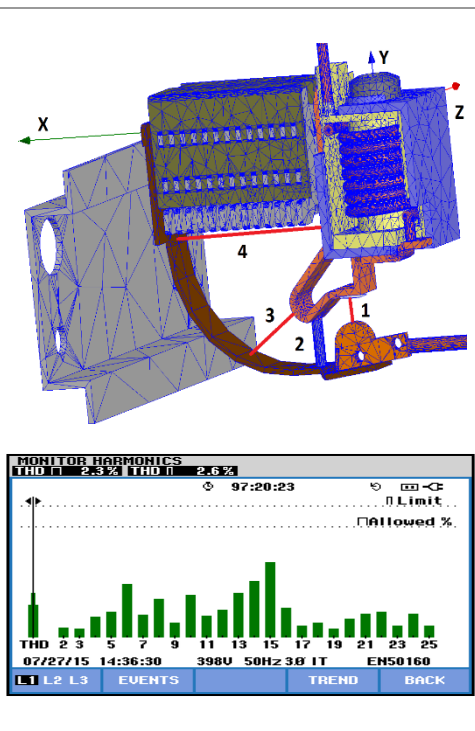 Y
Z
X
4
1
3
2
MONITOR HARMONICS
THD 2.3% THD 2.6%
97:20:23
Limit
Allowed %
THD 2 3 5 7 9 11 13 15 17 19 21 23 25
07/27/15 14:36:30 398V 50Hz 3.0 IT EN50160
L1 L2 L3 EVENTS TREND BACK